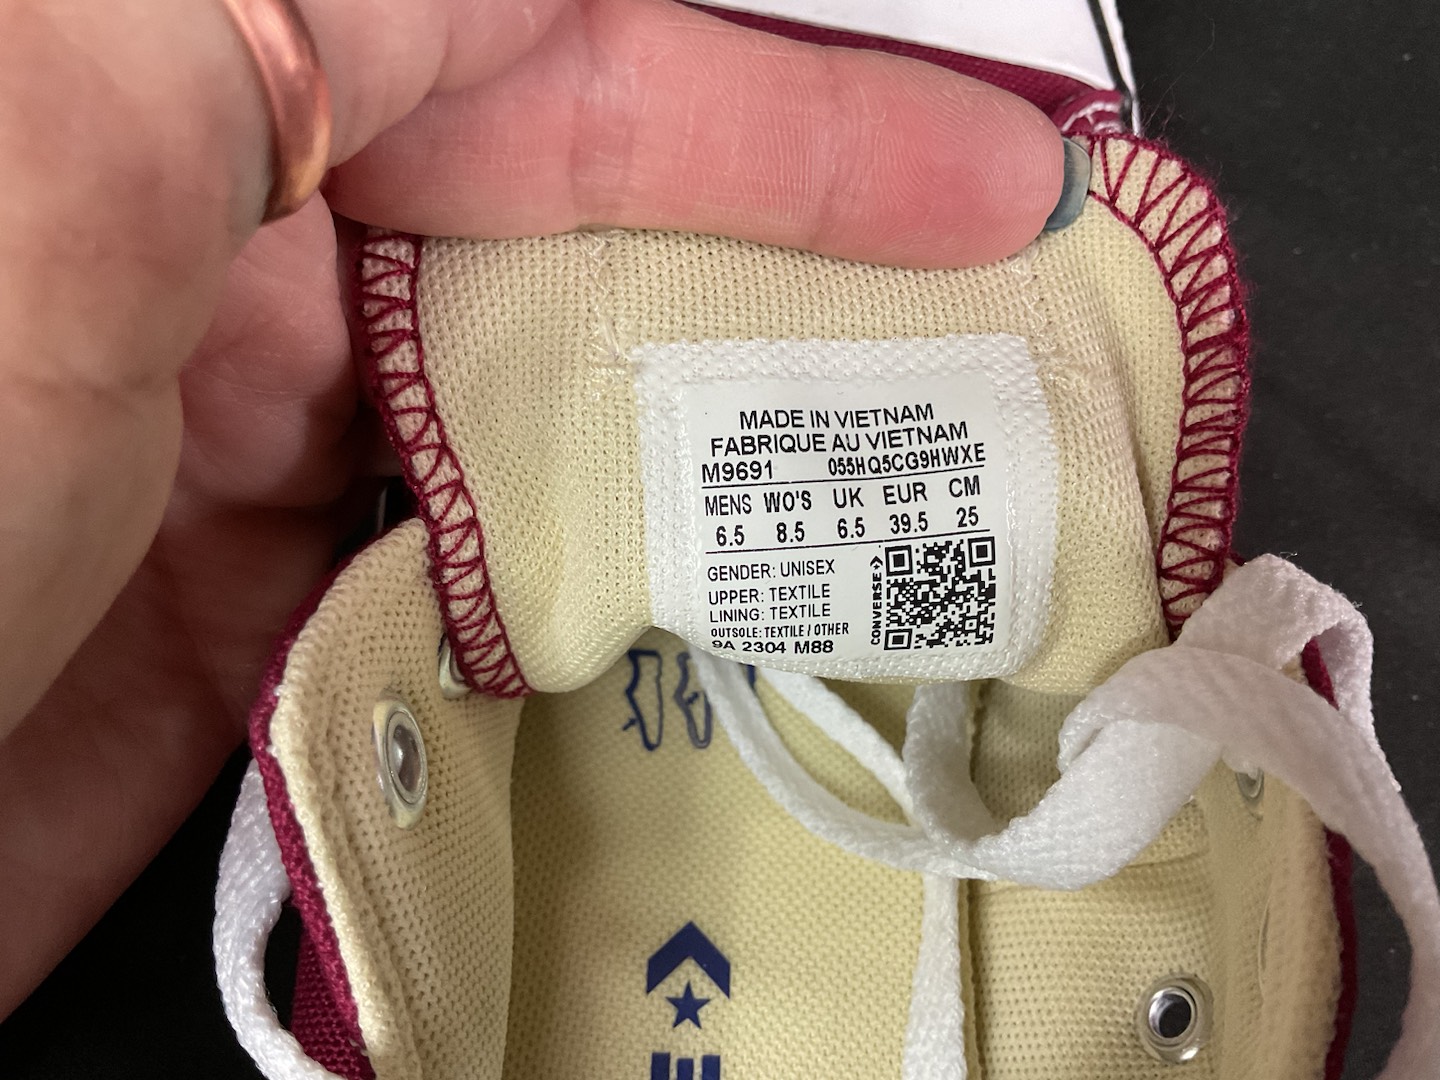 MADE IN VIETNAM
FABRIQUE AU VIETNAM
M9691 055HQ5CG9HWXE
MENS WO'S UK EUR CM
6.5 8.5 6.5 39.5 25
GENDER: UNISEX
UPPER: TEXTILE
LINING: TEXTILE
OUTSOLE: TEXTILE / OTHER
9A 2304 M88
CONVERSE